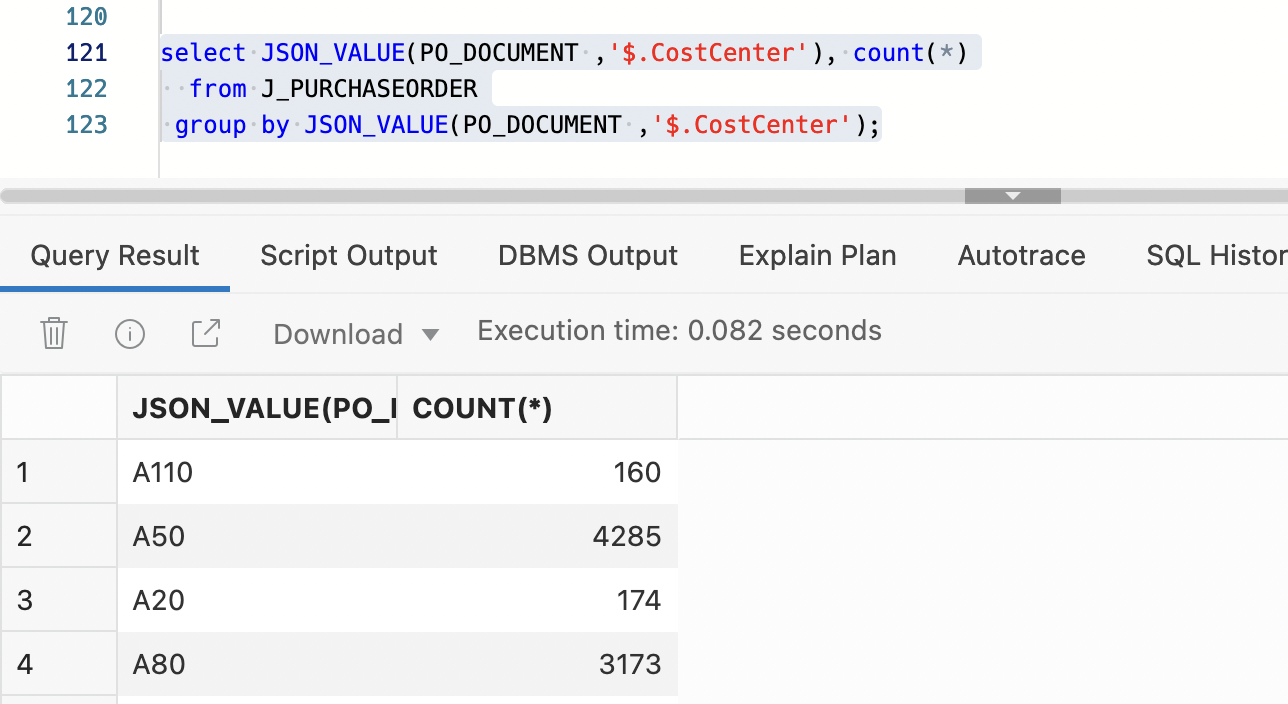 120
121 select JSON_VALUE(PO_DOCUMENT ,'$.CostCenter'), count(*)
122 from J_PURCHASEORDER
123 group by JSON_VALUE(PO_DOCUMENT ,'$.CostCenter');
Query Result Script Output DBMS Output Explain Plan Autotrace SQL Histor
Download Execution time: 0.082 seconds
JSON_VALUE(PO_ COUNT(*)
1 A110 160
2 A50 4285
3 A20 174
4 A80 3173